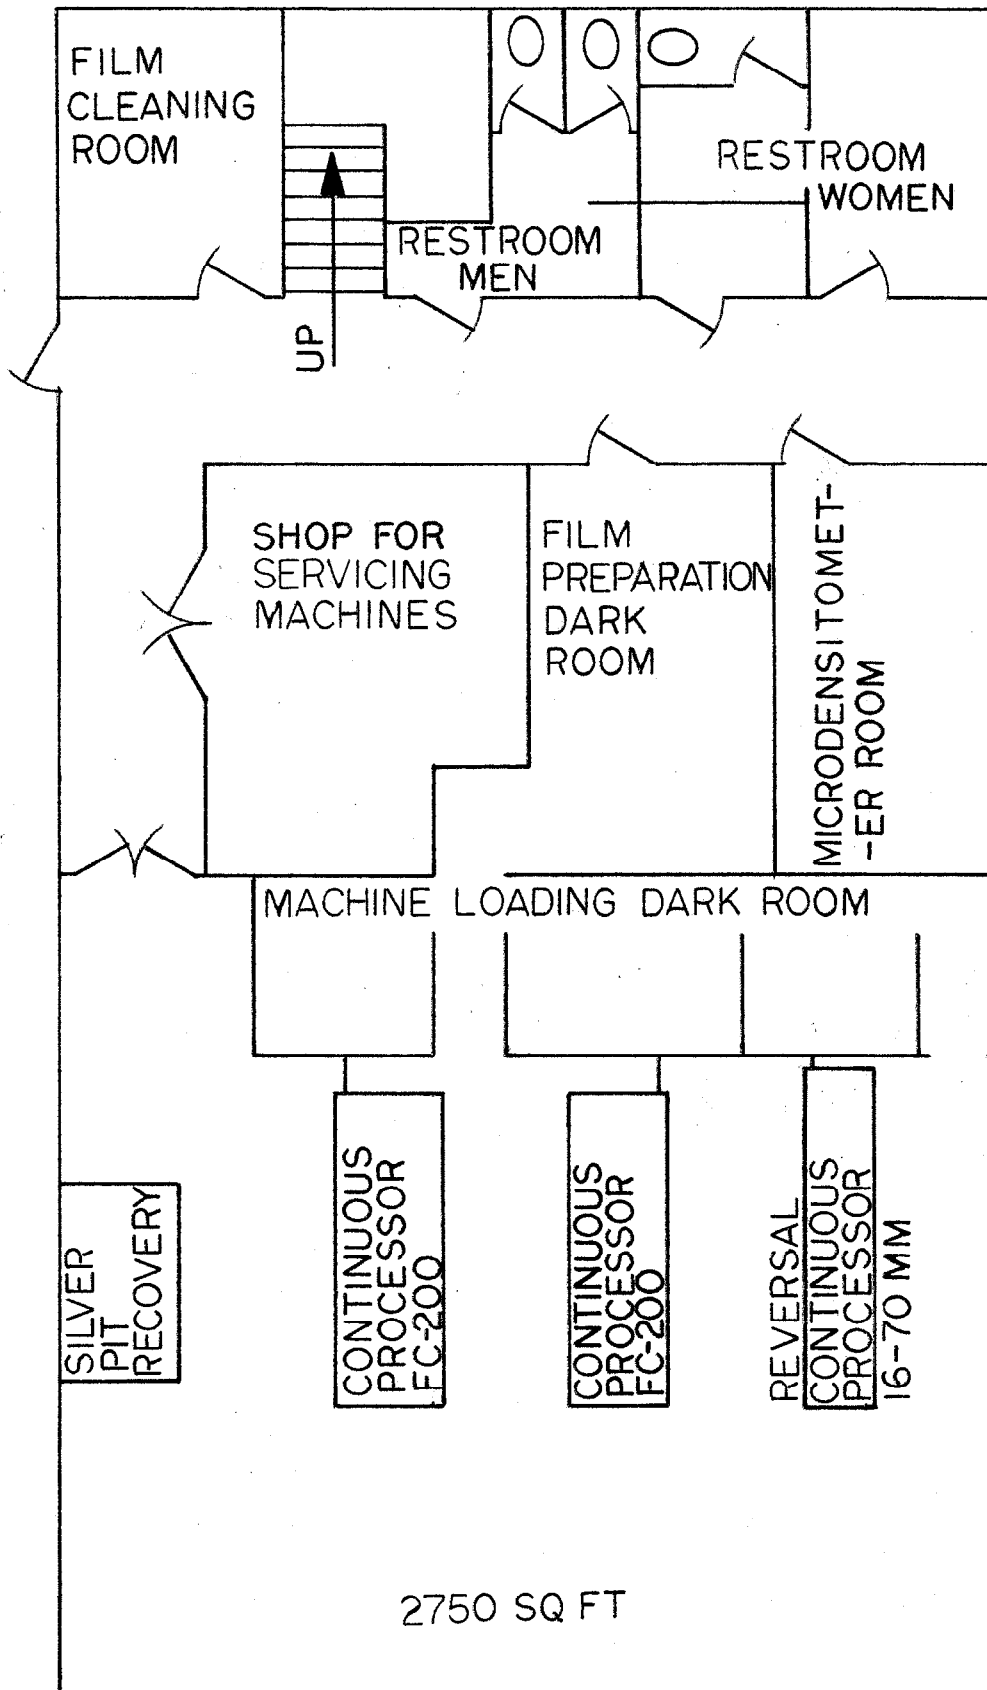 FILM
CLEANING
ROOM
RESTROOM
WOMEN
RESTROOM
MEN
UP
SHOP FOR
SERVICING
MACHINES
FILM
PREPARATION
DARK
ROOM
MICRODENSITOMET-
-ER ROOM
MACHINE LOADING DARK ROOM
SILVER
PIT
RECOVERY
CONTINUOUS
PROCESSOR
FC-200
CONTINUOUS
PROCESSOR
FC-200
REVERSAL
CONTINUOUS
PROCESSOR
16-70 MM
2750 SQ FT